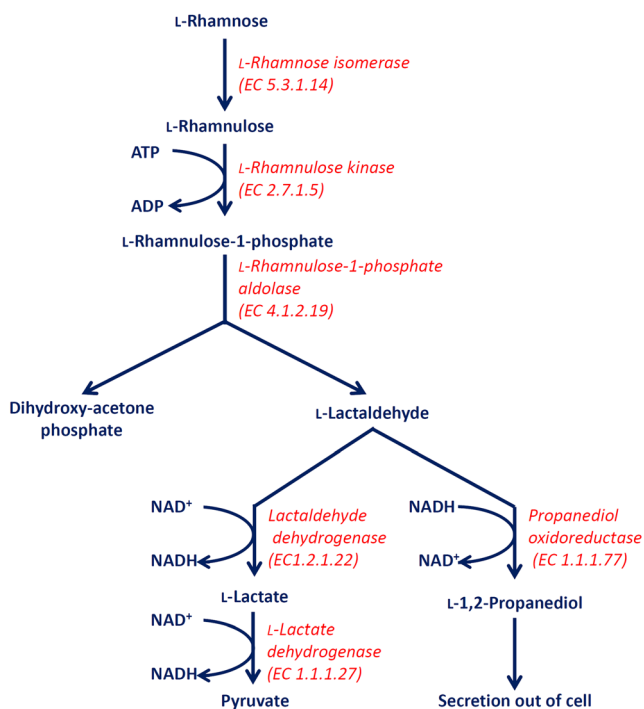 L-Rhamnose
L-Rhamnose isomerase
(EC 5.3.1.14)
L-Rhamnulose
ATP
ADP
L-Rhamnulose kinase
(EC 2.7.1.5)
L-Rhamnulose-1-phosphate
L-Rhamnulose-1-phosphate
aldolase
(EC 4.1.2.19)
Dihydroxy-acetone
phosphate
L-Lactaldehyde
NAD+
NADH
Lactaldehyde
dehydrogenase
(EC1.2.1.22)
NADH
NAD+
Propanediol
oxidoreductase
(EC 1.1.1.77)
L-Lactate
L-1,2-Propanediol
NAD+
NADH
L-Lactate
dehydrogenase
(EC 1.1.1.27)
Pyruvate
Secretion out of cell